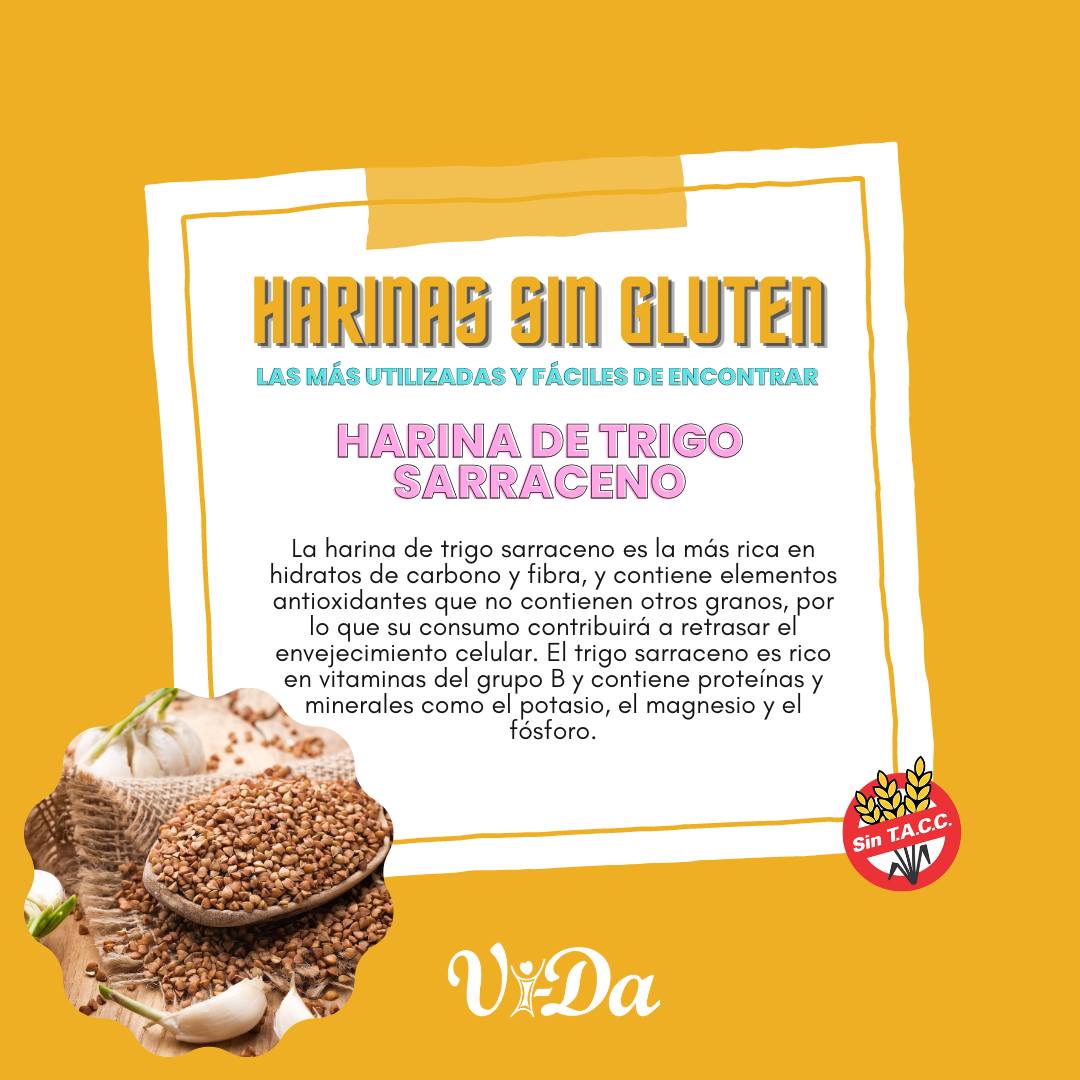 HARINAS SIN GLUTEN
LAS MÁS UTILIZADAS Y FÁCILES DE ENCONTRAR
HARINA DE TRIGO
SARRACENO
La harina de trigo sarraceno es la más rica en
hidratos de carbono y fibra, y contiene elementos
antioxidantes que no contienen otros granos, por
lo que su consumo contribuirá a retrasar el
envejecimiento celular. El trigo sarraceno es rico
en vitaminas del grupo B y contiene proteínas y
minerales como el potasio, el magnesio y el
fósforo.
Sin T.A.C.C.
Vi-Da